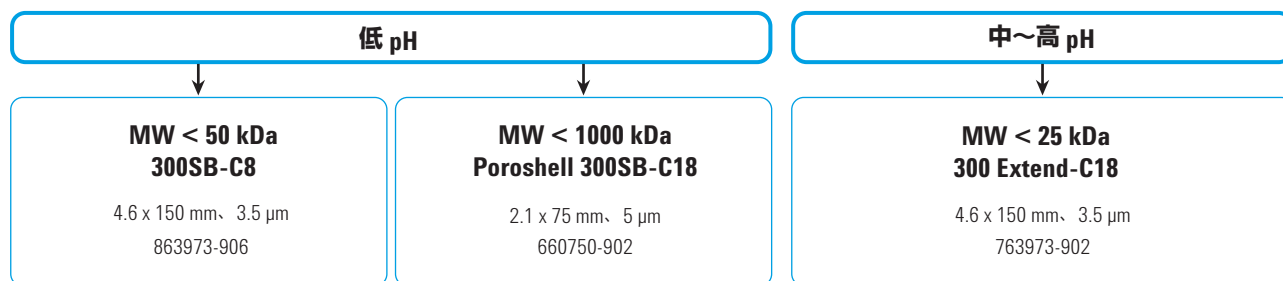 低 pH
中～高 pH
MW < 50 kDa
300SB-C8
4.6 x 150 mm、3.5 µm
863973-906
MW < 1000 kDa
Poroshell 300SB-C18
2.1 x 75 mm、5 µm
660750-902
MW < 25 kDa
300 Extend-C18
4.6 x 150 mm、3.5 µm
763973-902